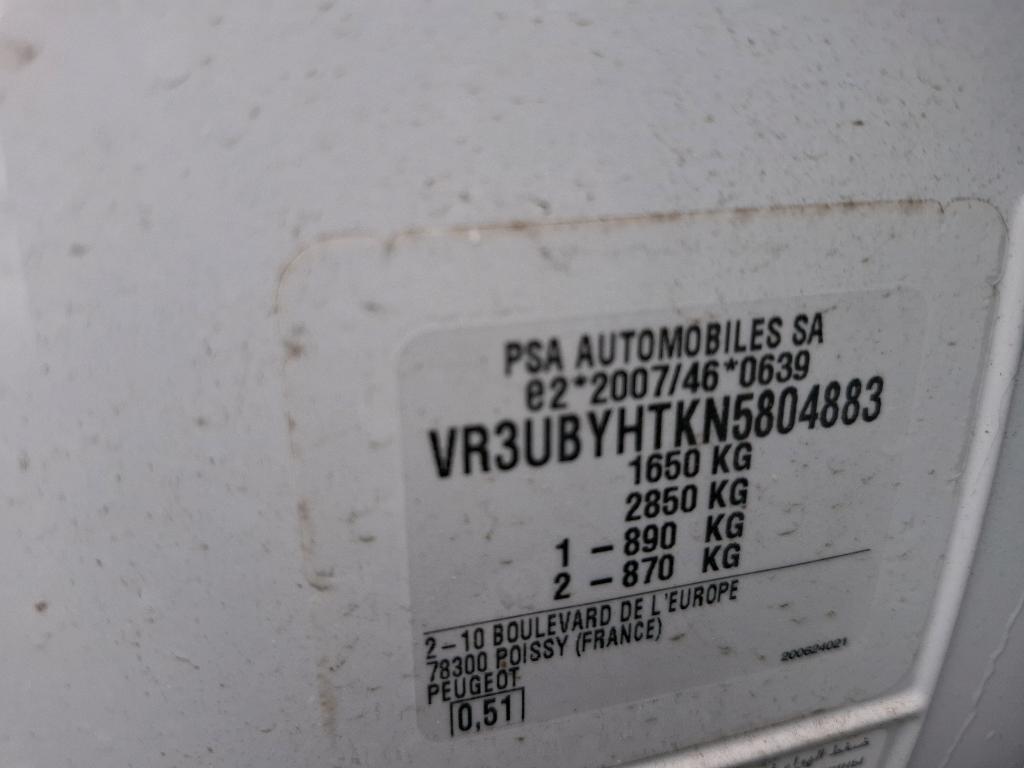 PSA AUTOMOBILES SA
e2*2007/46*0639
VR3UBYHTKN5804883
1650 KG
2850 KG
1 – 890 KG
2 – 870 KG
2–10 BOULEVARD DE L'EUROPE
78300 POISSY (FRANCE)
PEUGEOT
0,51
200624021